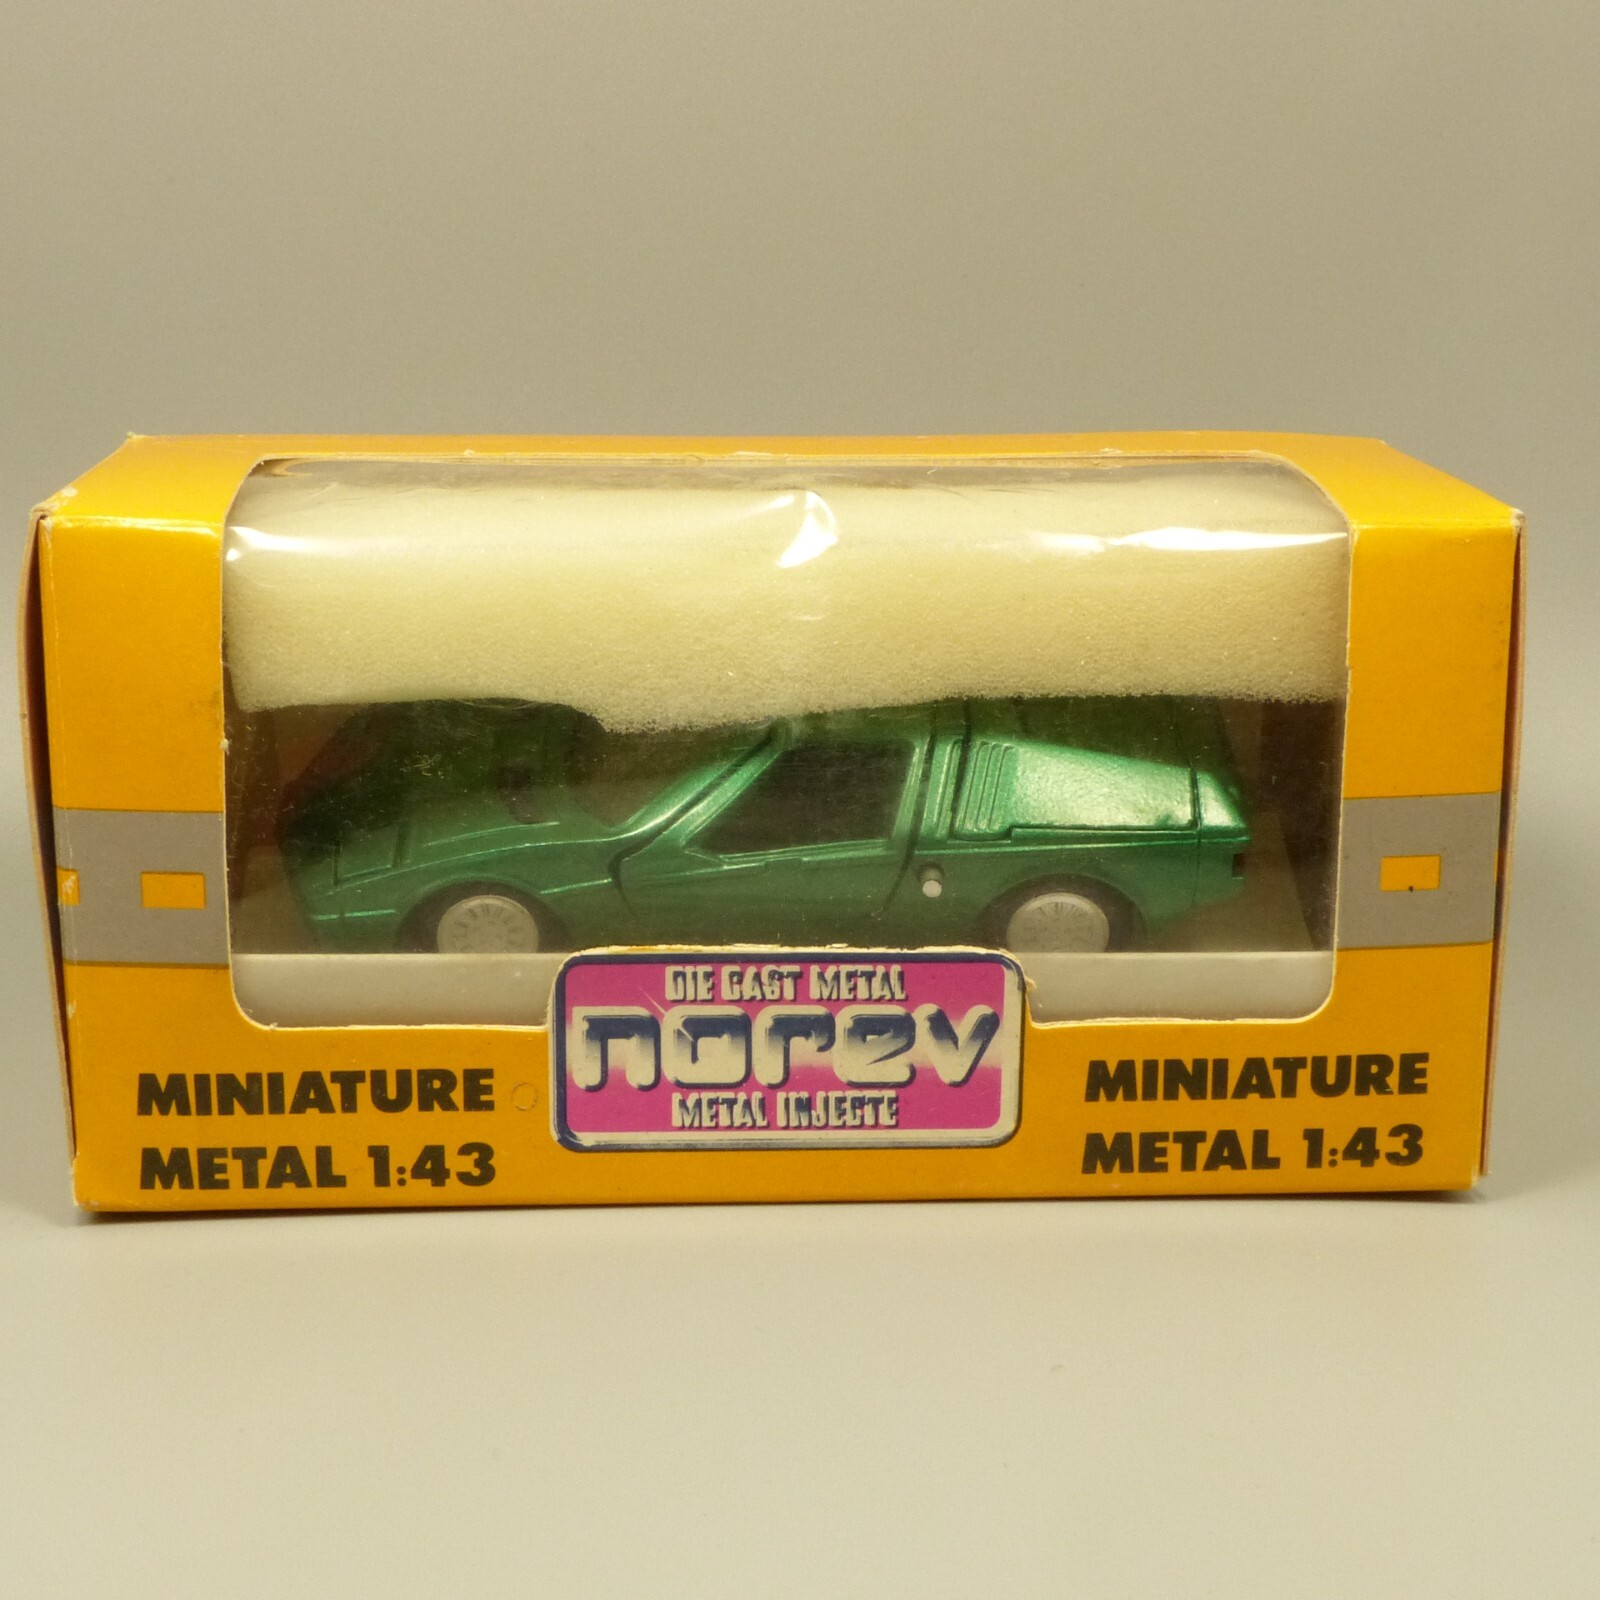 DIE CAST METAL
norev
METAL INJECTE
MINIATURE
METAL 1:43
MINIATURE
METAL 1:43